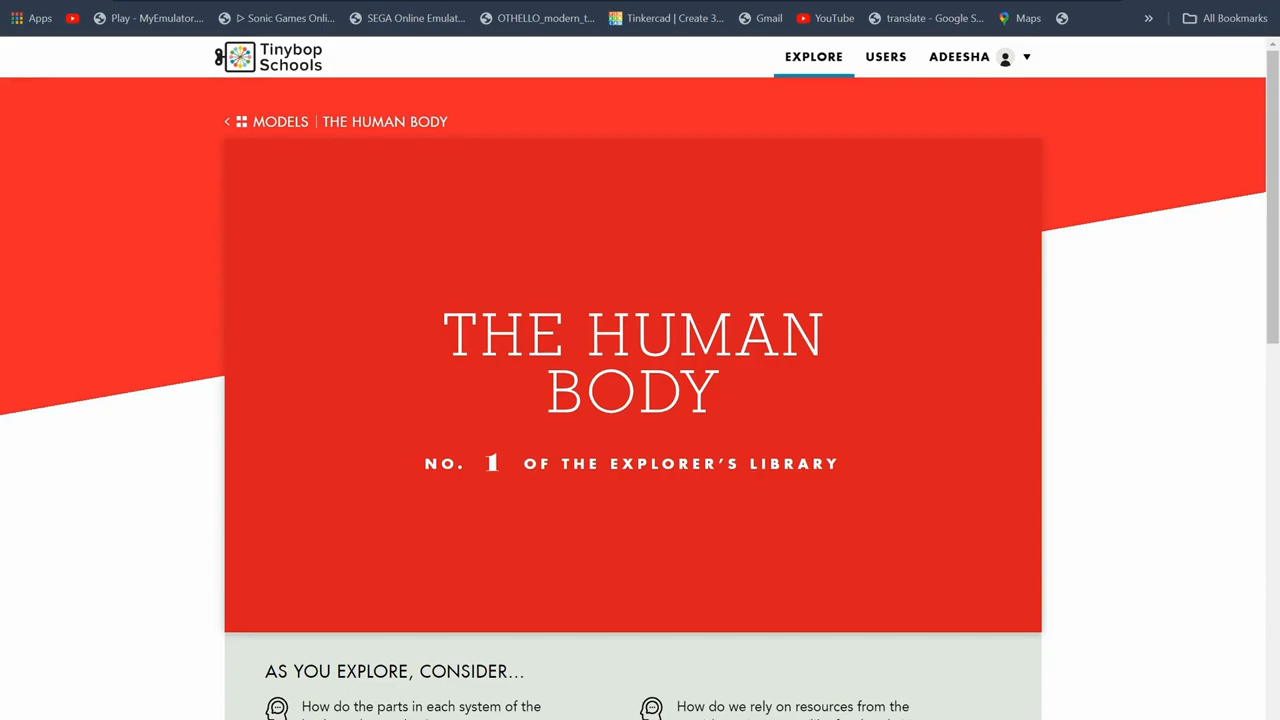 Apps
Play - MyEmulator....
▷ Sonic Games Onli...
SEGA Online Emulat...
OTHELLO_modern_t...
Tinkercad | Create 3...
Gmail
YouTube
translate - Google S...
Maps
»
All Bookmarks
Tinybop
Schools
EXPLORE
USERS
ADEESHA
< MODELS | THE HUMAN BODY
THE HUMAN
BODY
NO. 1 OF THE EXPLORER'S LIBRARY
AS YOU EXPLORE, CONSIDER...
How do the parts in each system of the
How do we rely on resources from the